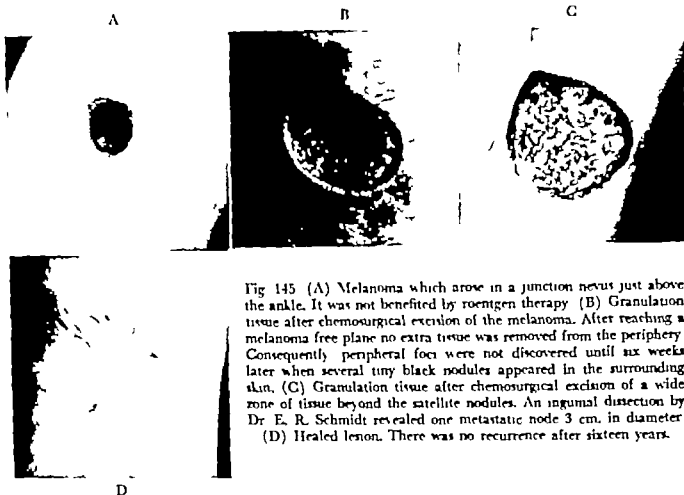 A
B
C
Fig 145 (A) Melanoma which arose in a junction nevus just above
the ankle. It was not benefited by roentgen therapy (B) Granulation
tissue after chemosurgical excision of the melanoma. After reaching a
melanoma free plane no extra tissue was removed from the periphery
Consequently peripheral foci were not discovered until six weeks
later when several tiny black nodules appeared in the surrounding
skin. (C) Granulation tissue after chemosurgical excision of a wide
zone of tissue beyond the satellite nodules. An inguinal dissection by
Dr E. R. Schmidt revealed one metastatic node 3 cm. in diameter
(D) Healed lesion. There was no recurrence after sixteen years.
D